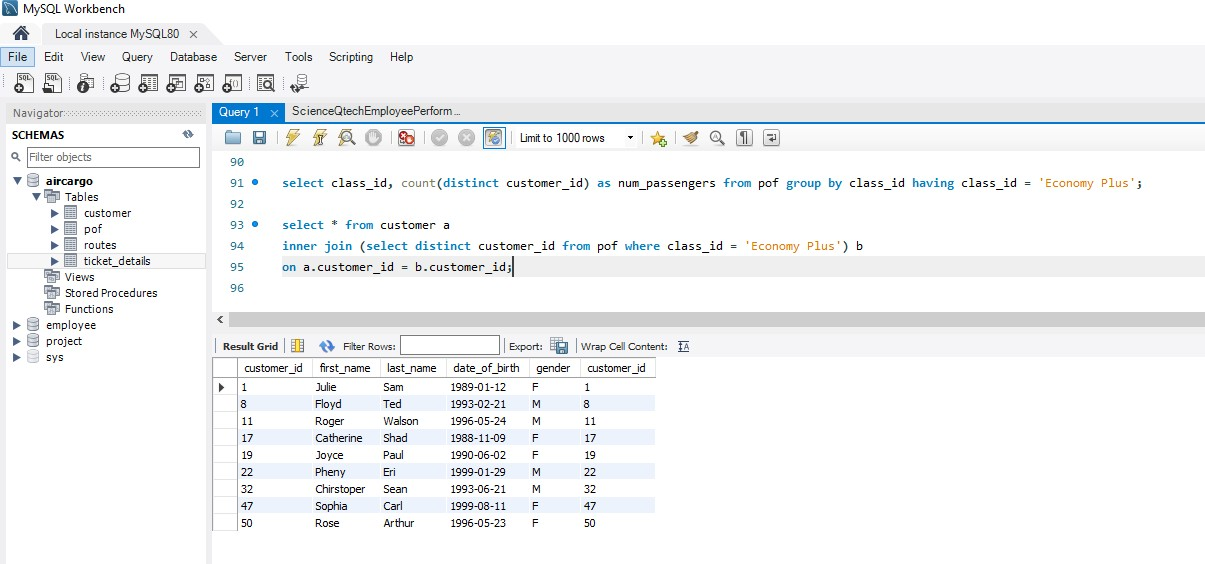 MySQL Workbench
Local instance MySQL80
File Edit View Query Database Server Tools Scripting Help
Navigator
Query 1 ScienceQtechEmployeePerform...
SCHEMAS
Limit to 1000 rows
Filter objects
aircargo
Tables
customer
pof
routes
ticket_details
Views
Stored Procedures
Functions
employee
project
sys
90
91 select class_id, count(distinct customer_id) as num_passengers from pof group by class_id having class_id = 'Economy Plus';
92
93 select * from customer a
94 inner join (select distinct customer_id from pof where class_id = 'Economy Plus') b
95 on a.customer_id = b.customer_id;
96
Result Grid Filter Rows: Export: Wrap Cell Content:
customer_id first_name last_name date_of_birth gender customer_id
1 Julie Sam 1989-01-12 F 1
8 Floyd Ted 1993-02-21 M 8
11 Roger Walson 1996-05-24 M 11
17 Catherine Shad 1988-11-09 F 17
19 Joyce Paul 1990-06-02 F 19
22 Pheny Eri 1999-01-29 M 22
32 Chirstoper Sean 1993-06-21 M 32
47 Sophia Carl 1999-08-11 F 47
50 Rose Arthur 1996-05-23 F 50